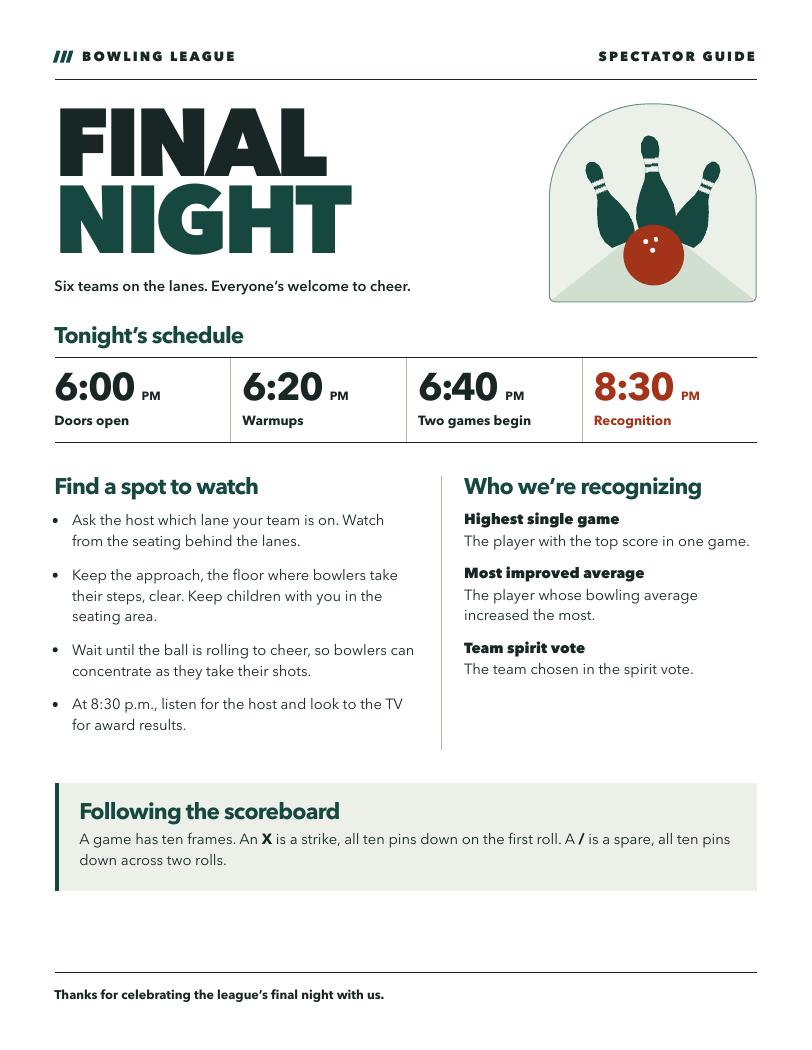 /// BOWLING LEAGUE
SPECTATOR GUIDE
FINAL
NIGHT
Six teams on the lanes. Everyone’s welcome to cheer.
Tonight’s schedule
6:00 PM
Doors open
6:20 PM
Warmups
6:40 PM
Two games begin
8:30 PM
Recognition
Find a spot to watch
• Ask the host which lane your team is on. Watch
from the seating behind the lanes.
• Keep the approach, the floor where bowlers take
their steps, clear. Keep children with you in the
seating area.
• Wait until the ball is rolling to cheer, so bowlers can
concentrate as they take their shots.
• At 8:30 p.m., listen for the host and look to the TV
for award results.
Who we’re recognizing
Highest single game
The player with the top score in one game.
Most improved average
The player whose bowling average
increased the most.
Team spirit vote
The team chosen in the spirit vote.
Following the scoreboard
A game has ten frames. An X is a strike, all ten pins down on the first roll. A / is a spare, all ten pins
down across two rolls.
Thanks for celebrating the league’s final night with us.